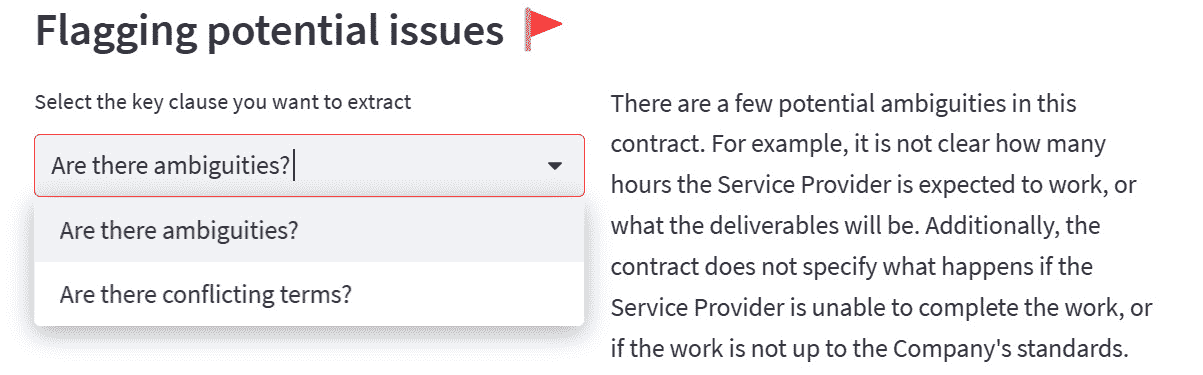 Flagging potential issues
Select the key clause you want to extract
Are there ambiguities?
Are there ambiguities?
Are there conflicting terms?
There are a few potential ambiguities in this
contract. For example, it is not clear how many
hours the Service Provider is expected to work, or
what the deliverables will be. Additionally, the
contract does not specify what happens if the
Service Provider is unable to complete the work, or
if the work is not up to the Company's standards.